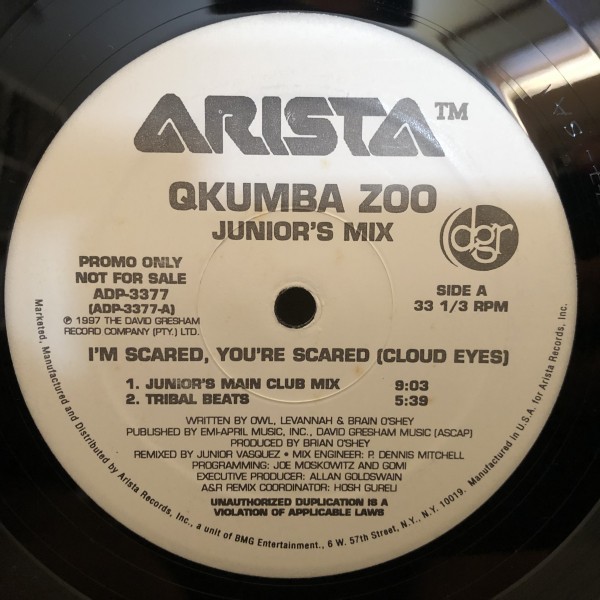 ARISTA™
QKUMBA ZOO
JUNIOR'S MIX
dgr
PROMO ONLY
NOT FOR SALE
ADP-3377
(ADP-3377-A)
℗ 1997 THE DAVID GRESHAM
RECORD COMPANY (PTY.) LTD.
SIDE A
33 1/3 RPM
I'M SCARED, YOU'RE SCARED (CLOUD EYES)
1. JUNIOR'S MAIN CLUB MIX 9:03
2. TRIBAL BEATS 5:39
WRITTEN BY OWL, LEVANNAH & BRAIN O'SHEY
PUBLISHED BY EMI-APRIL MUSIC, INC., DAVID GRESHAM MUSIC (ASCAP)
PRODUCED BY BRIAN O'SHEY
REMIXED BY JUNIOR VASQUEZ • MIX ENGINEER: P. DENNIS MITCHELL
PROGRAMMING: JOE MOSKOWITZ AND GOMI
EXECUTIVE PRODUCER: ALLAN GOLDSWAIN
A&R REMIX COORDINATOR: HOSH GURELI
UNAUTHORIZED DUPLICATION IS A
VIOLATION OF APPLICABLE LAWS
Marketed, Manufactured and Distributed by Arista Records, Inc., a unit of BMG Entertainment., 6 W. 57th Street, N.Y., N.Y. 10019. Manufactured in U.S.A. for Arista Records, Inc.